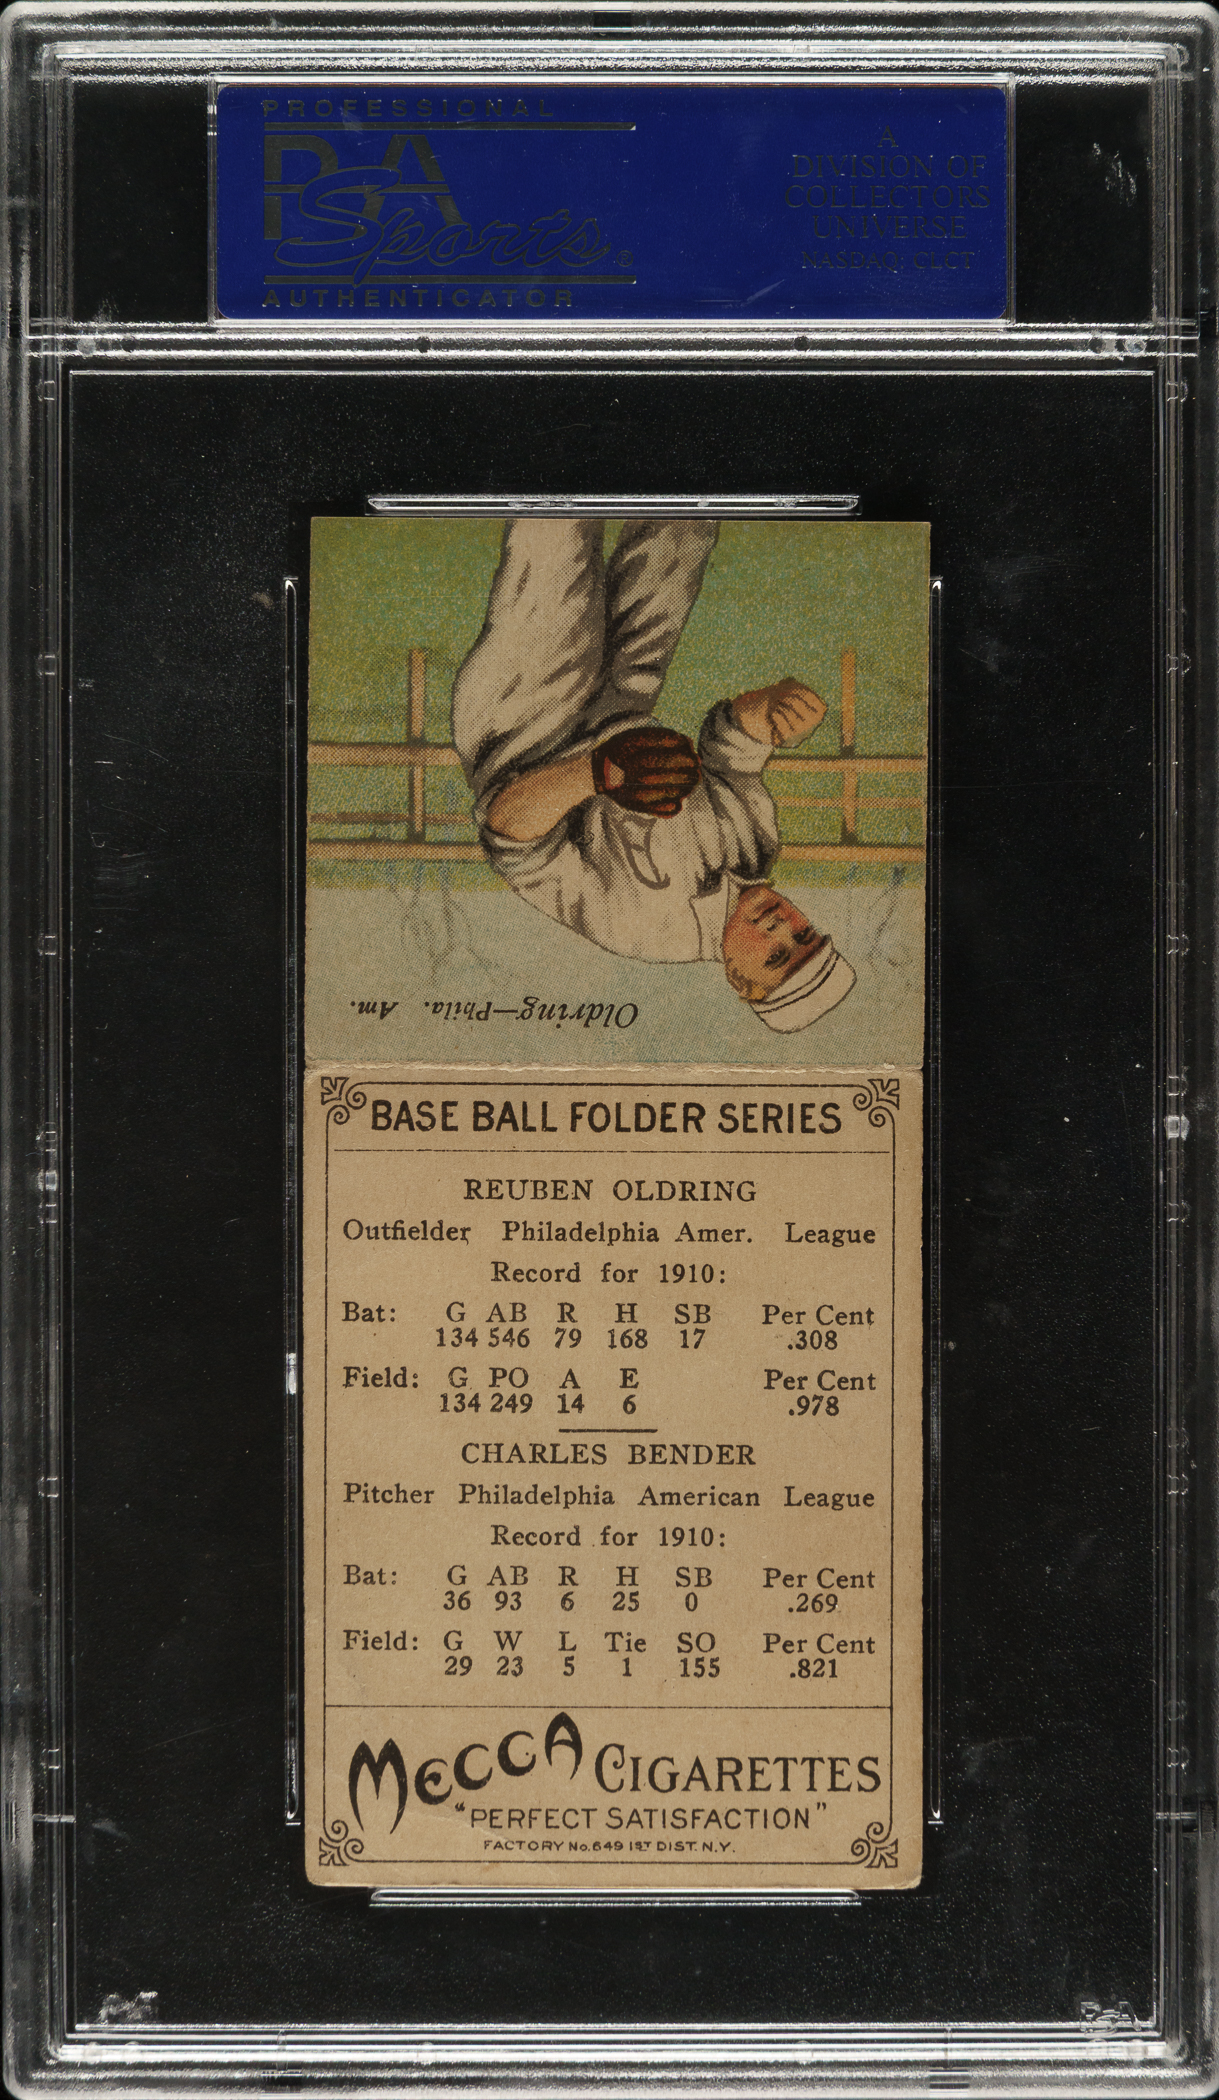 PROFESSIONAL
PSA
Sports®
AUTHENTICATOR
A
DIVISION OF
COLLECTORS
UNIVERSE
NASDAQ: CLCT
Oldring—Phila. Am.
BASE BALL FOLDER SERIES
REUBEN OLDRING
Outfielder Philadelphia Amer. League
Record for 1910:
Bat: G AB R H SB Per Cent
134 546 79 168 17 .308
Field: G PO A E Per Cent
134 249 14 6 .978
CHARLES BENDER
Pitcher Philadelphia American League
Record for 1910:
Bat: G AB R H SB Per Cent
36 93 6 25 0 .269
Field: G W L Tie SO Per Cent
29 23 5 1 155 .821
MECCA CIGARETTES
"PERFECT SATISFACTION"
FACTORY No. 649 1ST DIST. N.Y.
PSA